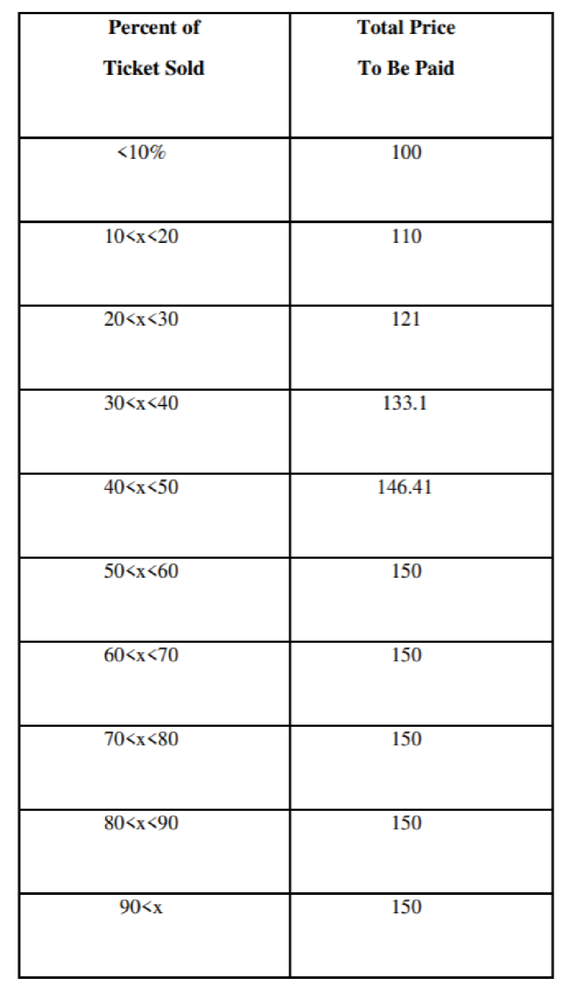 Percent of
Ticket Sold
Total Price
To Be Paid
<10%
100
10<x<20
110
20<x<30
121
30<x<40
133.1
40<x<50
146.41
50<x<60
150
60<x<70
150
70<x<80
150
80<x<90
150
90<x
150